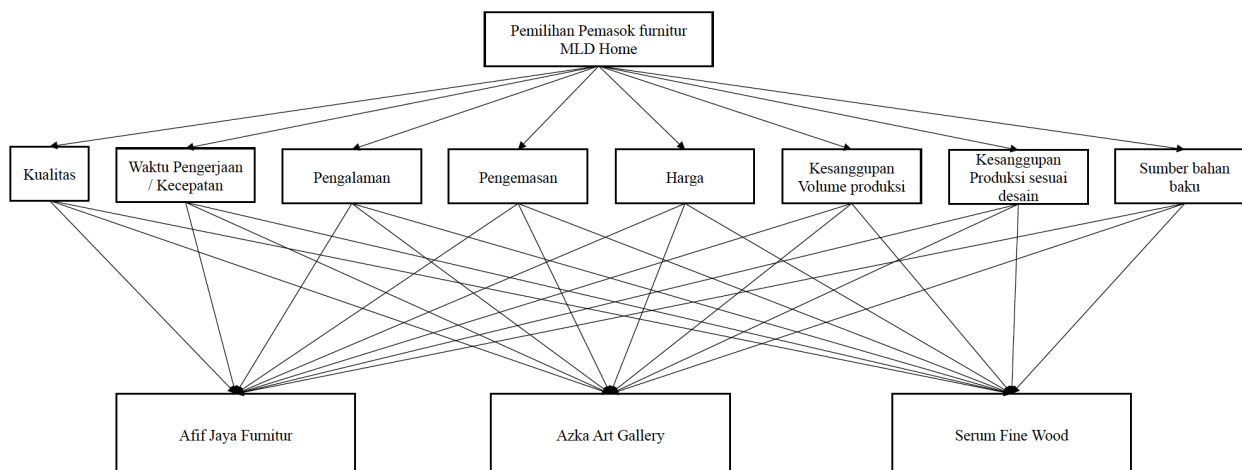 Pemilihan Pemasok furnitur
MLD Home
Kualitas
Waktu Pengerjaan
/ Kecepatan
Pengalaman
Pengemasan
Harga
Kesanggupan
Volume produksi
Kesanggupan
Produksi sesuai
desain
Sumber bahan
baku
Afif Jaya Furnitur
Azka Art Gallery
Serum Fine Wood